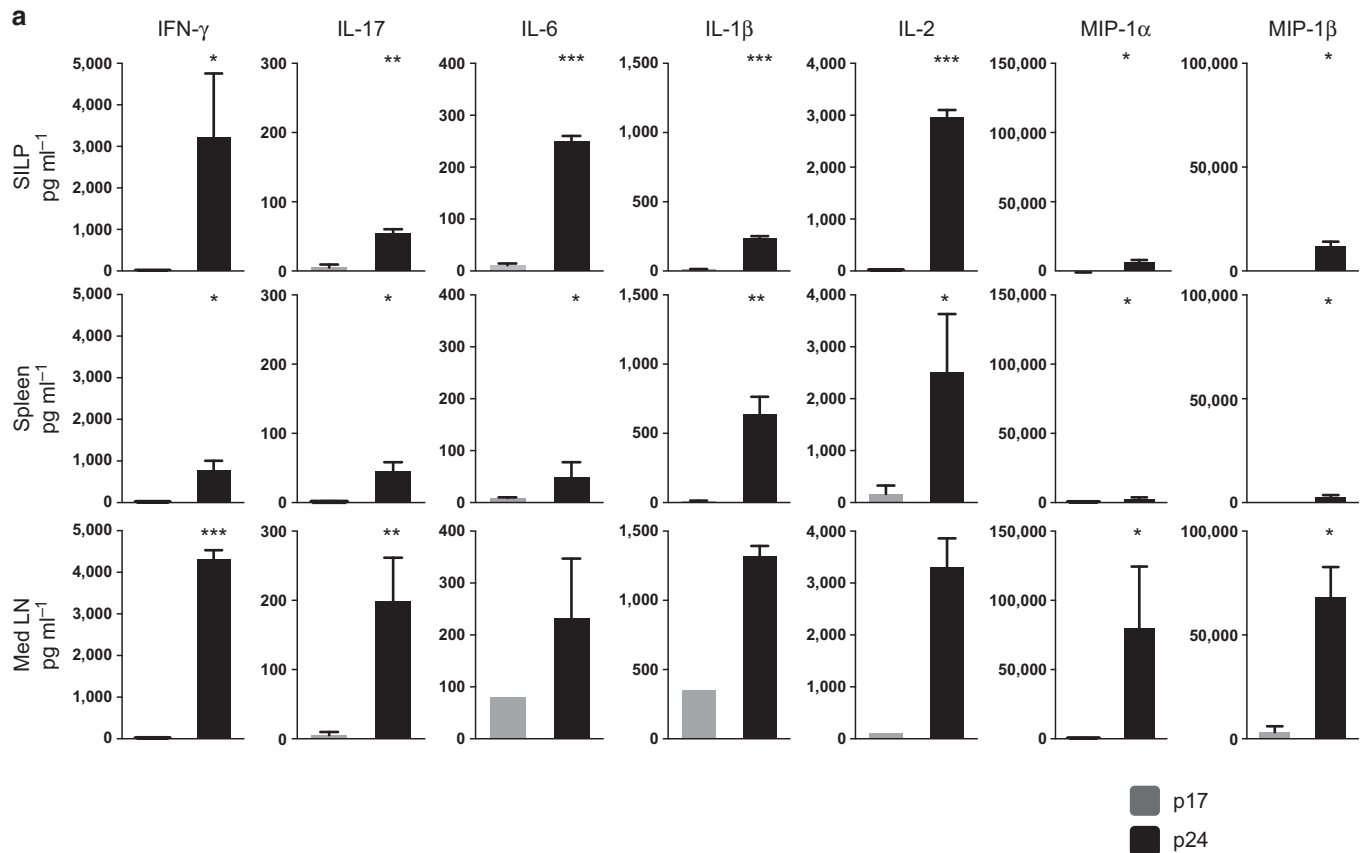 a
IFN-γ IL-17 IL-6 IL-1β IL-2 MIP-1α MIP-1β
SILP
pg ml⁻¹
5,000 * 300 ** 400 *** 1,500 *** 4,000 *** 150,000 * 100,000 *
4,000 200 300 1,000 3,000 100,000
3,000 200 2,000 50,000
2,000 100 100 500 1,000 50,000
1,000
0 0 0 0 0 0 0
Spleen
pg ml⁻¹
5,000 * 300 * 400 * 1,500 ** 4,000 * 150,000 * 100,000 *
4,000 200 300 1,000 3,000 100,000
3,000 200 2,000 50,000
2,000 100 100 500 1,000 50,000
1,000
0 0 0 0 0 0 0
Med LN
pg ml⁻¹
5,000 *** 300 ** 400 1,500 4,000 150,000 * 100,000 *
4,000 200 300 1,000 3,000 100,000
3,000 200 2,000 50,000
2,000 100 100 500 1,000 50,000
1,000
0 0 0 0 0 0 0
p17
p24